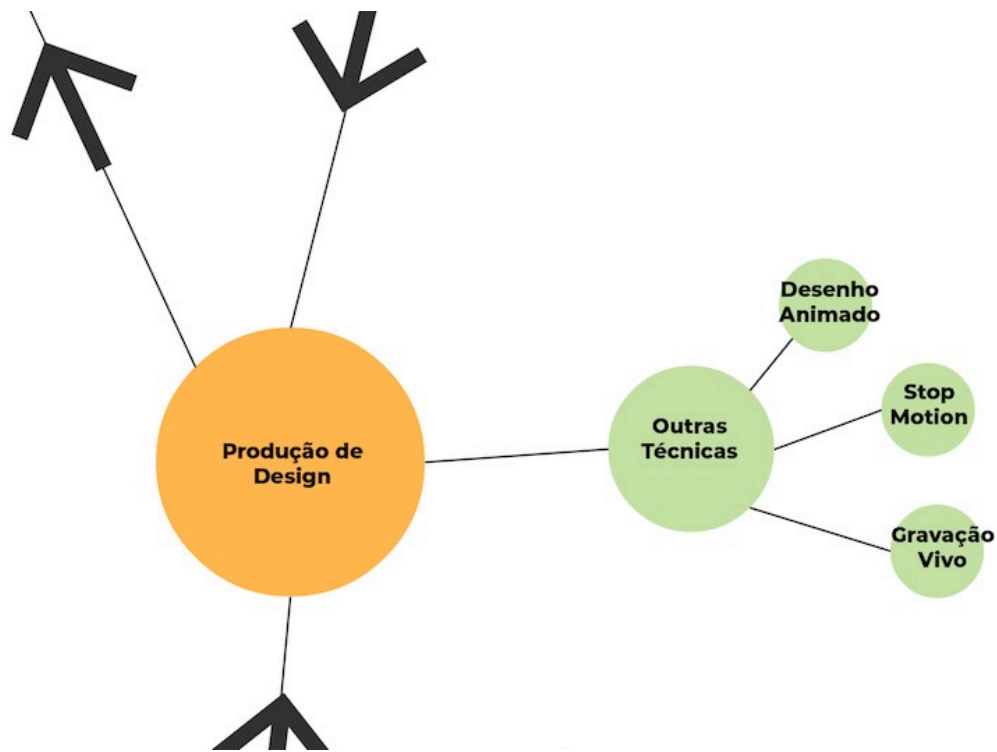 Desenho
Animado
Stop
Motion
Outras
Técnicas
Produção de
Design
Gravação
Vivo